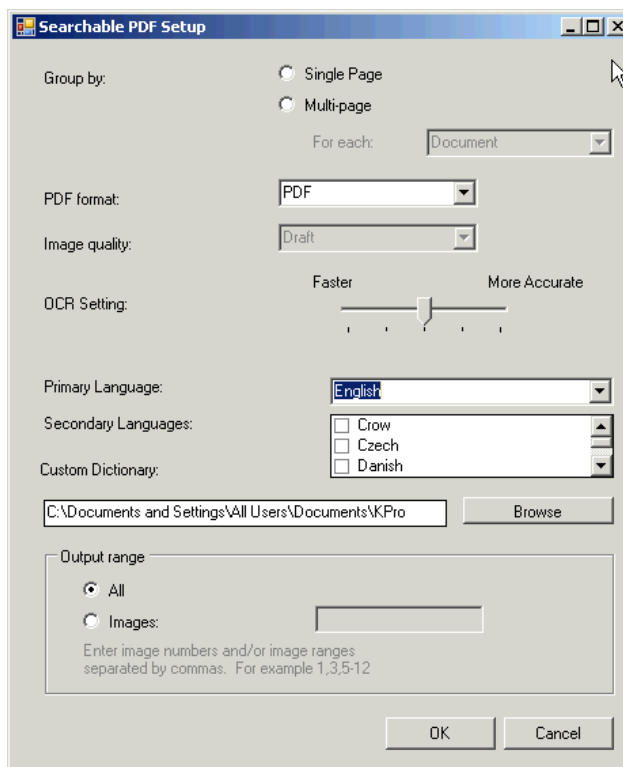 Searchable PDF Setup
Group by:
Single Page
Multi-page
For each:
Document
PDF format:
PDF
Image quality:
Draft
Faster
More Accurate
OCR Setting:
Primary Language:
English
Secondary Languages:
Crow
Czech
Danish
Custom Dictionary:
C:\Documents and Settings\All Users\Documents\KPro
Browse
Output range
All
Images:
Enter image numbers and/or image ranges
separated by commas. For example 1,3,5-12
OK
Cancel